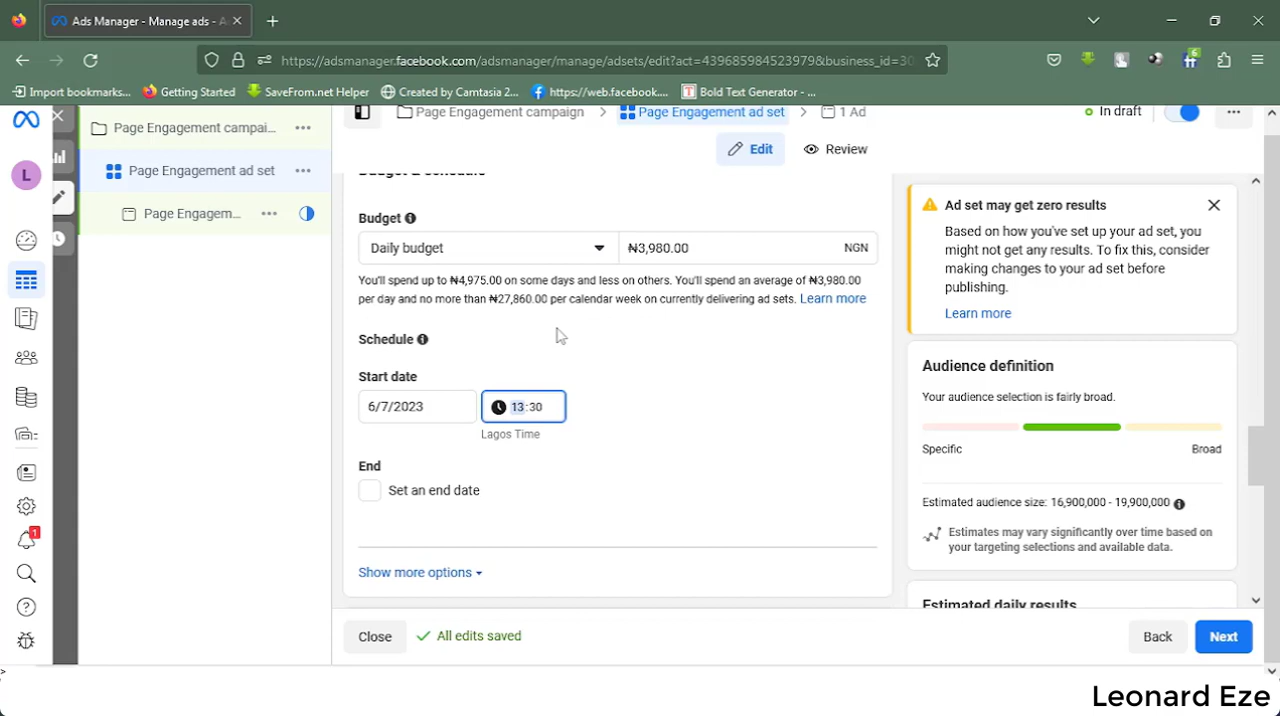 Ads Manager - Manage ads - A
https://adsmanager.facebook.com/adsmanager/manage/adsets/edit?act=439685984523979&business_id=30
6
Import bookmarks...
Getting Started
SaveFrom.net Helper
Created by Camtasia 2...
https://web.facebook....
Bold Text Generator - ...
L
1
Page Engagement campai...
Page Engagement ad set
Page Engagem...
Page Engagement campaign
Page Engagement ad set
1 Ad
In draft
Edit
Review
Budget & schedule
Budget
Daily budget
₦3,980.00
NGN
You'll spend up to ₦4,975.00 on some days and less on others. You'll spend an average of ₦3,980.00
per day and no more than ₦27,860.00 per calendar week on currently delivering ad sets. Learn more
Schedule
Start date
6/7/2023
13:30
Lagos Time
End
Set an end date
Show more options
Ad set may get zero results
Based on how you've set up your ad set, you
might not get any results. To fix this, consider
making changes to your ad set before
publishing.
Learn more
Audience definition
Your audience selection is fairly broad.
Specific
Broad
Estimated audience size: 16,900,000 - 19,900,000
Estimates may vary significantly over time based on
your targeting selections and available data.
Estimated daily results
Close
All edits saved
Back
Next
Leonard Eze